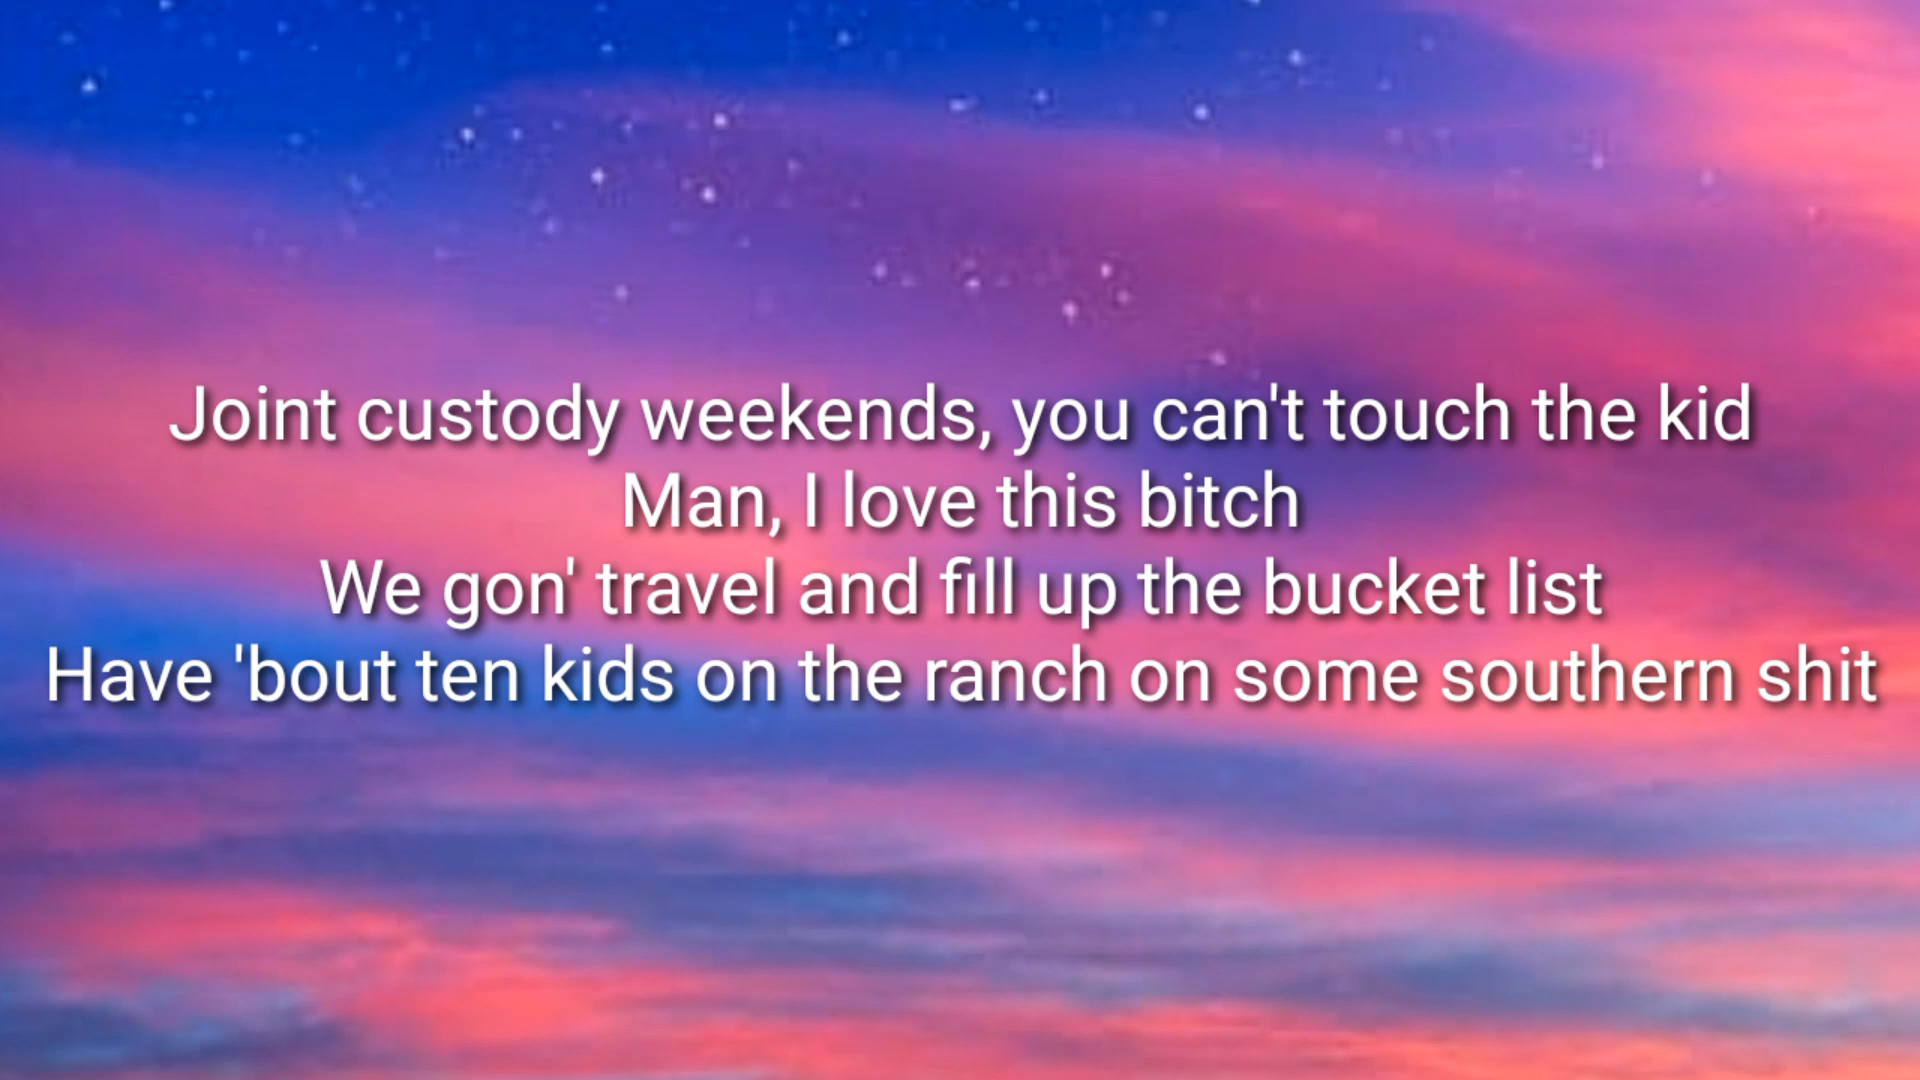 Joint custody weekends, you can't touch the kid
Man, I love this bitch
We gon' travel and fill up the bucket list
Have 'bout ten kids on the ranch on some southern shit